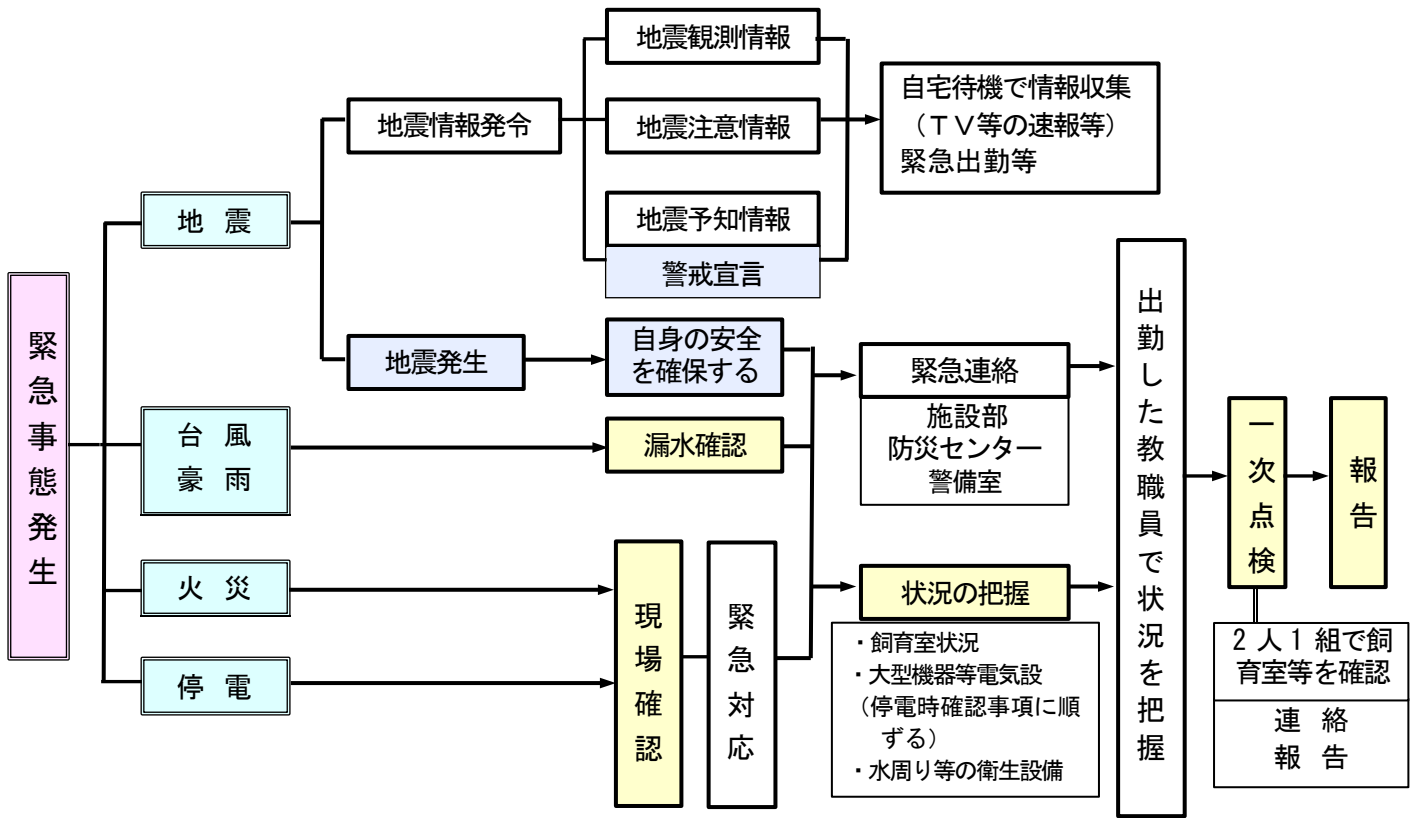 緊急事態発生
地 震
台 風
豪 雨
火 災
停 電
地震情報発令
地震発生
地震観測情報
地震注意情報
地震予知情報
警戒宣言
自宅待機で情報収集
（ＴＶ等の速報等）
緊急出勤等
自身の安全
を確保する
漏水確認
現場確認
緊急対応
緊急連絡
施設部
防災センター
警備室
状況の把握
・飼育室状況
・大型機器等電気設
（停電時確認事項に順
ずる）
・水周り等の衛生設備
出勤した教職員で状況を把握
一次点検
２人１組で飼
育室等を確認
連 絡
報 告
報告